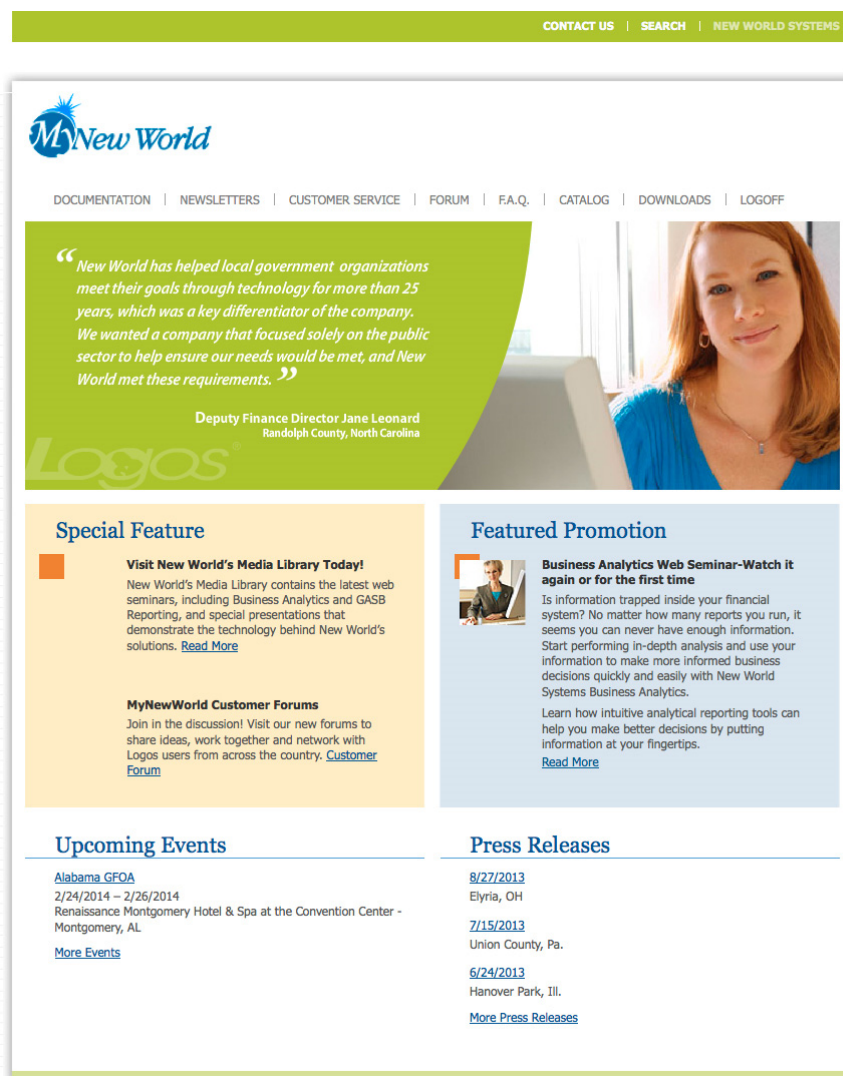 CONTACT US | SEARCH | NEW WORLD SYSTEMS
MyNew World
DOCUMENTATION | NEWSLETTERS | CUSTOMER SERVICE | FORUM | F.A.Q. | CATALOG | DOWNLOADS | LOGOFF
“New World has helped local government organizations
meet their goals through technology for more than 25
years, which was a key differentiator of the company.
We wanted a company that focused solely on the public
sector to help ensure our needs would be met, and New
World met these requirements. ”
Deputy Finance Director Jane Leonard
Randolph County, North Carolina
Logos®
Special Feature
Visit New World’s Media Library Today!
New World’s Media Library contains the latest web
seminars, including Business Analytics and GASB
Reporting, and special presentations that
demonstrate the technology behind New World’s
solutions. Read More
MyNewWorld Customer Forums
Join in the discussion! Visit our new forums to
share ideas, work together and network with
Logos users from across the country. Customer
Forum
Featured Promotion
Business Analytics Web Seminar-Watch it
again or for the first time
Is information trapped inside your financial
system? No matter how many reports you run, it
seems you can never have enough information.
Start performing in-depth analysis and use your
information to make more informed business
decisions quickly and easily with New World
Systems Business Analytics.
Learn how intuitive analytical reporting tools can
help you make better decisions by putting
information at your fingertips.
Read More
Upcoming Events
Alabama GFOA
2/24/2014 – 2/26/2014
Renaissance Montgomery Hotel & Spa at the Convention Center -
Montgomery, AL
More Events
Press Releases
8/27/2013
Elyria, OH
7/15/2013
Union County, Pa.
6/24/2013
Hanover Park, Ill.
More Press Releases